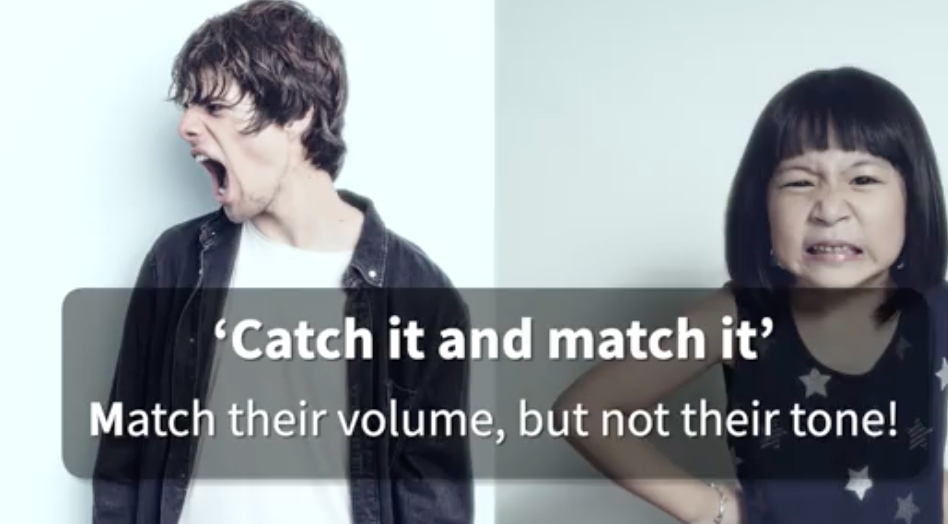 ‘Catch it and match it’
Match their volume, but not their tone!